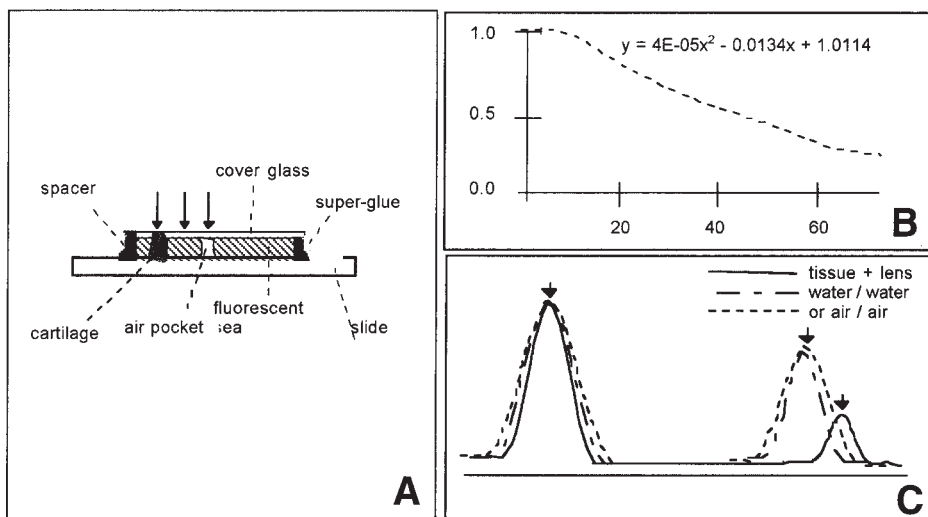 cover glass
spacer
super-glue
cartilage
air pocket
sea
fluorescent
slide
A
1.0
0.5
0.0
y = 4E-05x² - 0.0134x + 1.0114
20
40
60
B
tissue + lens
water / water
or air / air
C